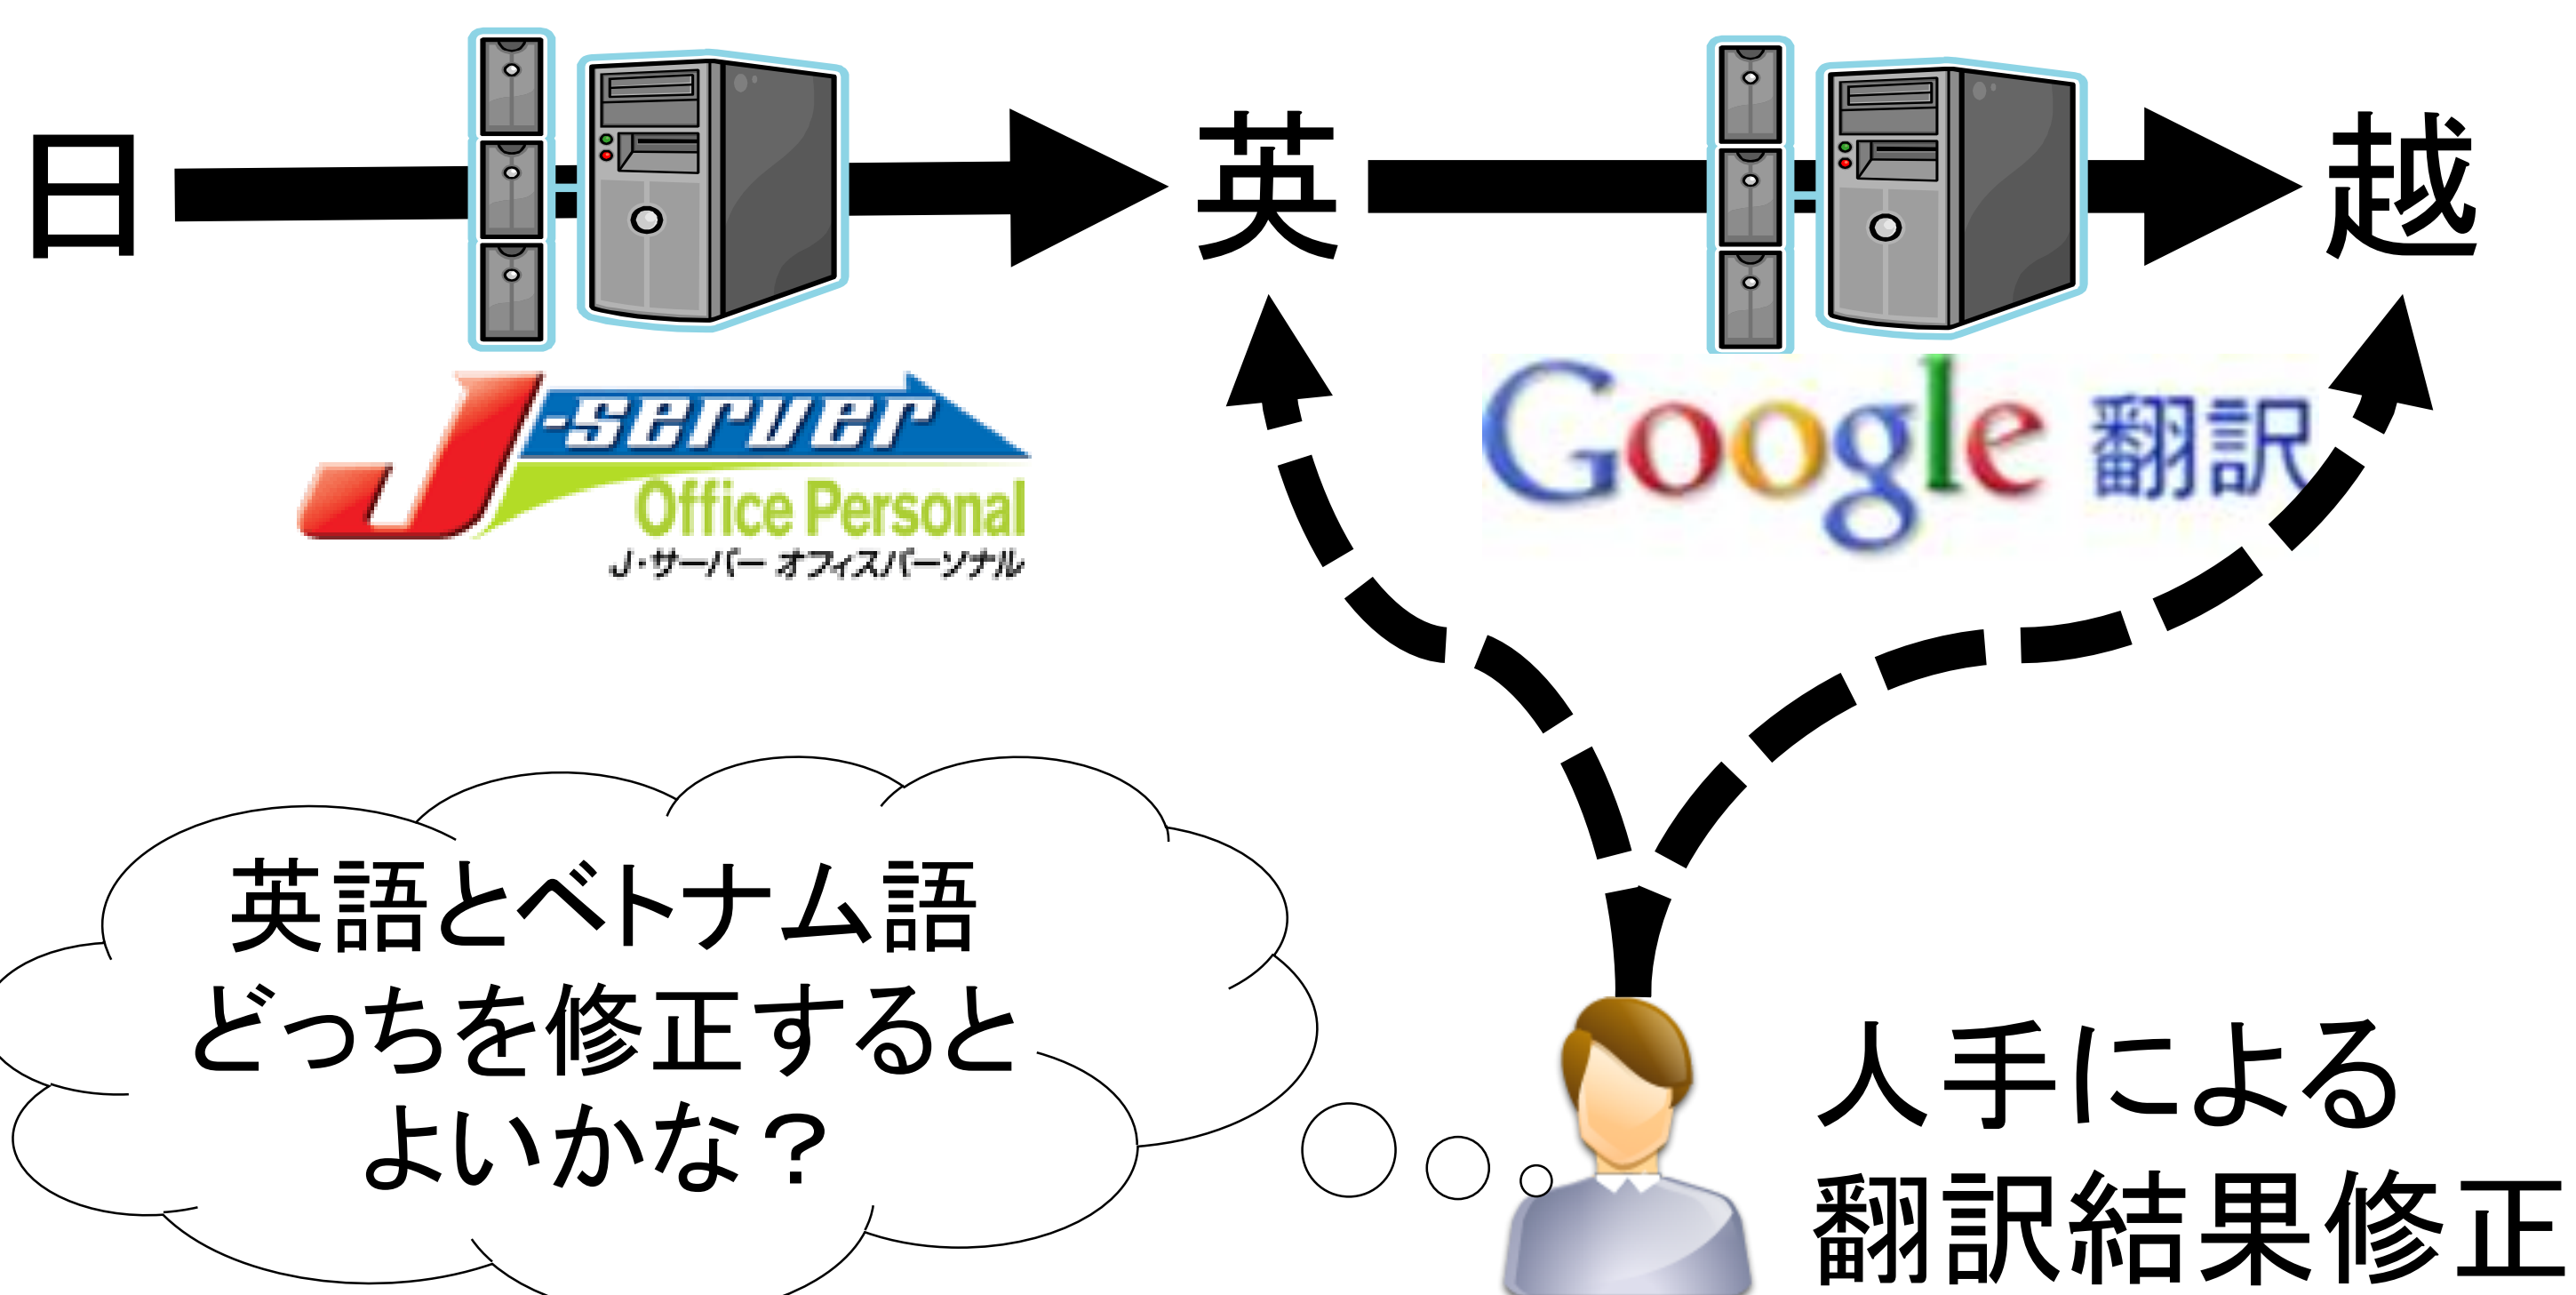 日
英
越
J-server
Office Personal
J・サーバー オフィスパーソナル
Google 翻訳
英語とベトナム語
どっちを修正すると
よいかな？
人手による
翻訳結果修正